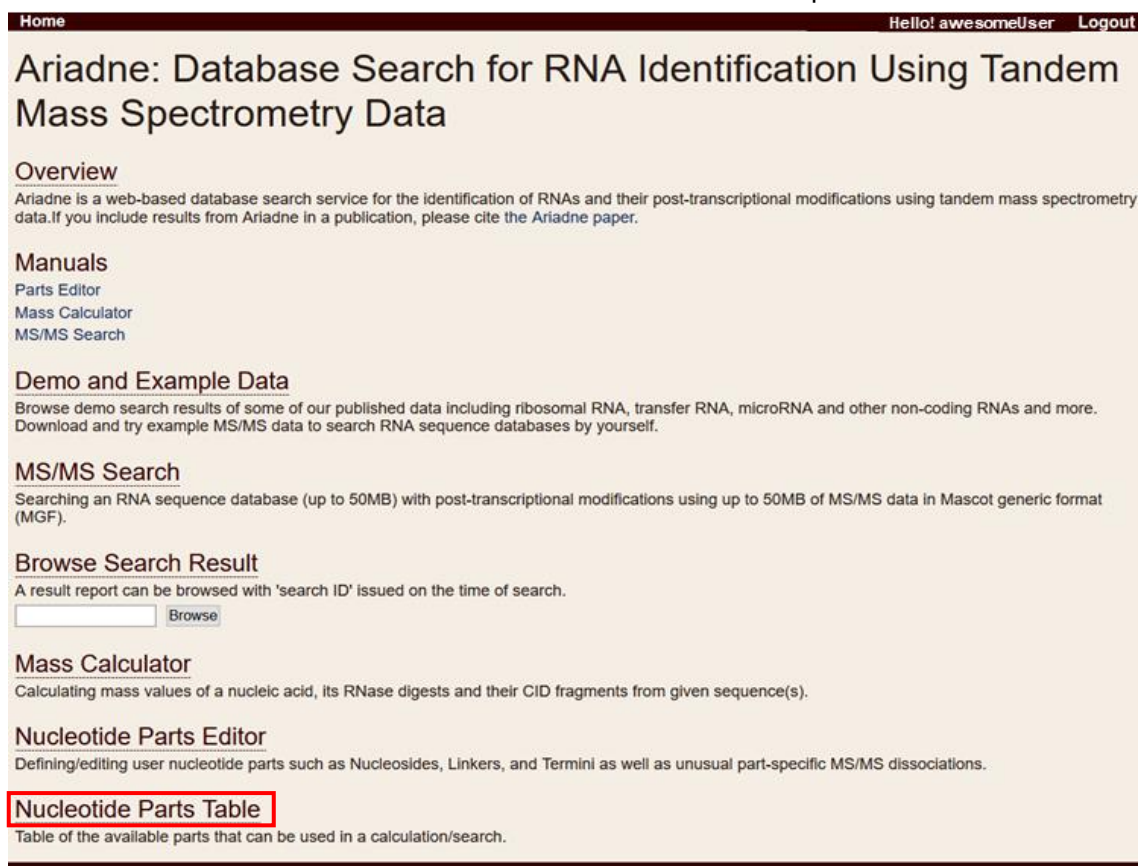 Home Hello! awesomeUser Logout
Ariadne: Database Search for RNA Identification Using Tandem
Mass Spectrometry Data
Overview
Ariadne is a web-based database search service for the identification of RNAs and their post-transcriptional modifications using tandem mass spectrometry
data.If you include results from Ariadne in a publication, please cite the Ariadne paper.
Manuals
Parts Editor
Mass Calculator
MS/MS Search
Demo and Example Data
Browse demo search results of some of our published data including ribosomal RNA, transfer RNA, microRNA and other non-coding RNAs and more.
Download and try example MS/MS data to search RNA sequence databases by yourself.
MS/MS Search
Searching an RNA sequence database (up to 50MB) with post-transcriptional modifications using up to 50MB of MS/MS data in Mascot generic format
(MGF).
Browse Search Result
A result report can be browsed with 'search ID' issued on the time of search.
Browse
Mass Calculator
Calculating mass values of a nucleic acid, its RNase digests and their CID fragments from given sequence(s).
Nucleotide Parts Editor
Defining/editing user nucleotide parts such as Nucleosides, Linkers, and Termini as well as unusual part-specific MS/MS dissociations.
Nucleotide Parts Table
Table of the available parts that can be used in a calculation/search.